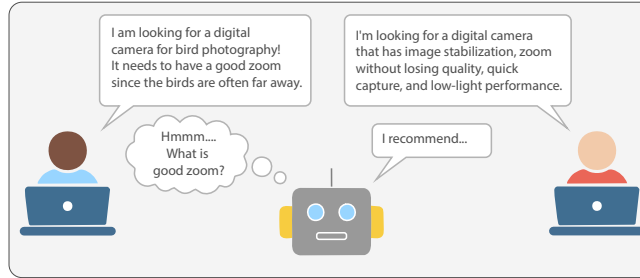 I am looking for a digital
camera for bird photography!
It needs to have a good zoom
since the birds are often far away.
I'm looking for a digital camera
that has image stabilization, zoom
without losing quality, quick
capture, and low-light performance.
Hmmm....
What is
good zoom?
I recommend...